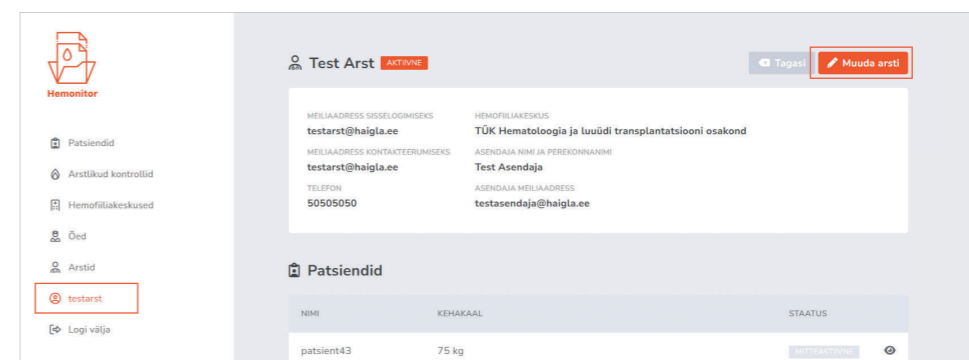 Hemonitor
Patsiendid
Arstlikud kontrollid
Hemofiiliakeskused
Õed
Arstid
testarst
Logi välja
Test Arst AKTIIVNE
Tagasi
Muuda arsti
MEILIAADRESS SISSELOGIMISEKS
testarst@haigla.ee
MEILIAADRESS KONTAKTEERUMISEKS
testarst@haigla.ee
TELEFON
50505050
HEMOFIILIAKESKUS
TÜK Hematoloogia ja luuüdi transplantatsiooni osakond
ASENDAJA NIMI JA PEREKONNANIMI
Test Asendaja
ASENDAJA MEILIAADRESS
testasendaja@haigla.ee
Patsiendid
NIMI KEHAKAAL STAATUS
patsient43 75 kg MITTEAKTIIVNE